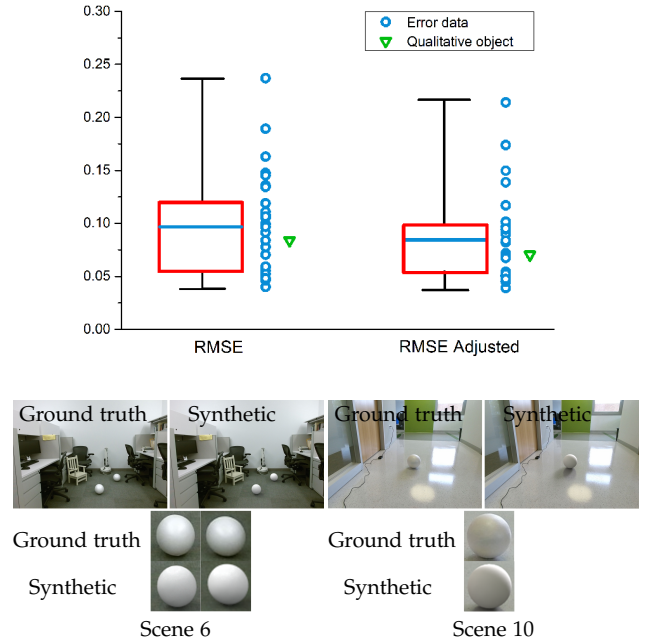 0.30
Error data
Qualitative object
0.25
0.20
0.15
0.10
0.05
0.00
RMSE
RMSE Adjusted
Ground truth
Synthetic
Ground truth
Synthetic
Ground truth
Synthetic
Ground truth
Synthetic
Scene 6
Scene 10